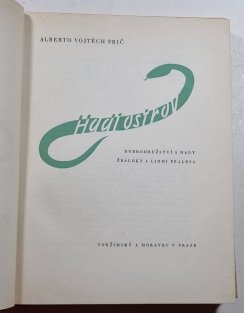 ALBERTO VOJTĚCH FRIČ
Hadí ostrov
DOBRODRUŽSTVÍ S HADY
ŽRALOKY A LIDMI PRALESA
TOUŽIMSKÝ A MORAVEC V PRAZE